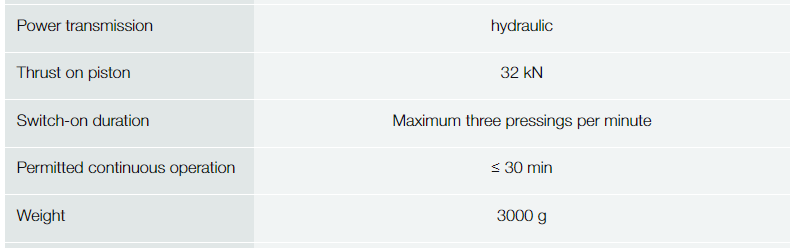 Power transmission hydraulic
Thrust on piston 32 kN
Switch-on duration Maximum three pressings per minute
Permitted continuous operation ≤ 30 min
Weight 3000 g